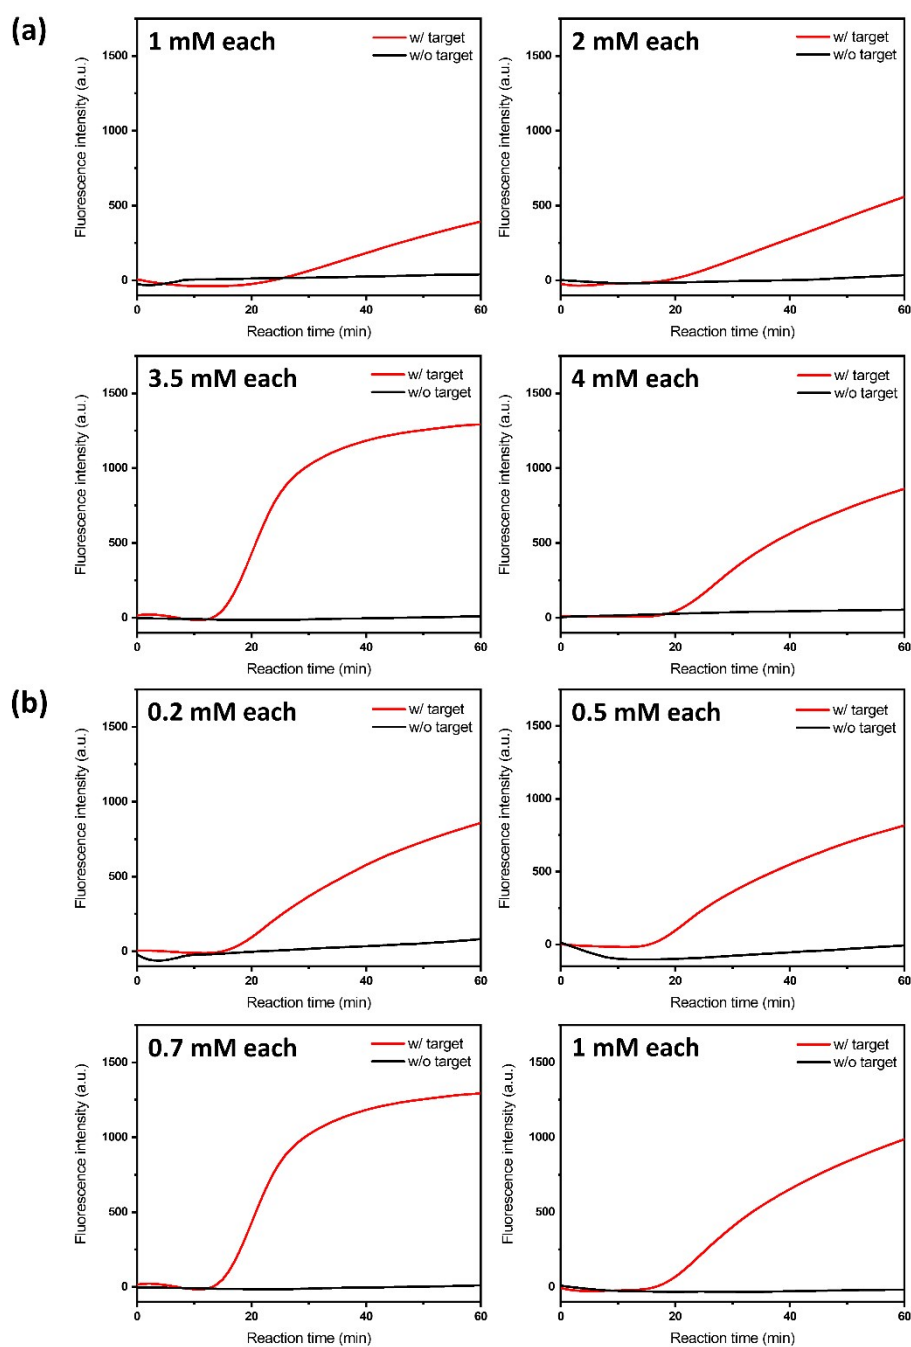 (a)
1 mM each
w/ target
w/o target
Fluorescence intensity (a.u.)
1500
1000
500
0
0 20 40 60
Reaction time (min)
2 mM each
w/ target
w/o target
Fluorescence intensity (a.u.)
1500
1000
500
0
0 20 40 60
Reaction time (min)
3.5 mM each
w/ target
w/o target
Fluorescence intensity (a.u.)
1500
1000
500
0
0 20 40 60
Reaction time (min)
4 mM each
w/ target
w/o target
Fluorescence intensity (a.u.)
1500
1000
500
0
0 20 40 60
Reaction time (min)
(b)
0.2 mM each
w/ target
w/o target
Fluorescence intensity (a.u.)
1500
1000
500
0
0 20 40 60
Reaction time (min)
0.5 mM each
w/ target
w/o target
Fluorescence intensity (a.u.)
1500
1000
500
0
0 20 40 60
Reaction time (min)
0.7 mM each
w/ target
w/o target
Fluorescence intensity (a.u.)
1500
1000
500
0
0 20 40 60
Reaction time (min)
1 mM each
w/ target
w/o target
Fluorescence intensity (a.u.)
1500
1000
500
0
0 20 40 60
Reaction time (min)